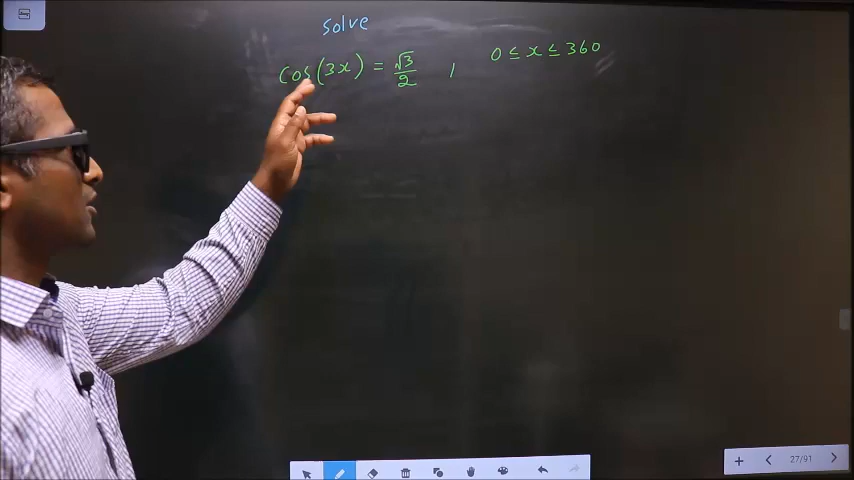 solve
cos(3x) = √3/2 , 0 ≤ x ≤ 360
27/91